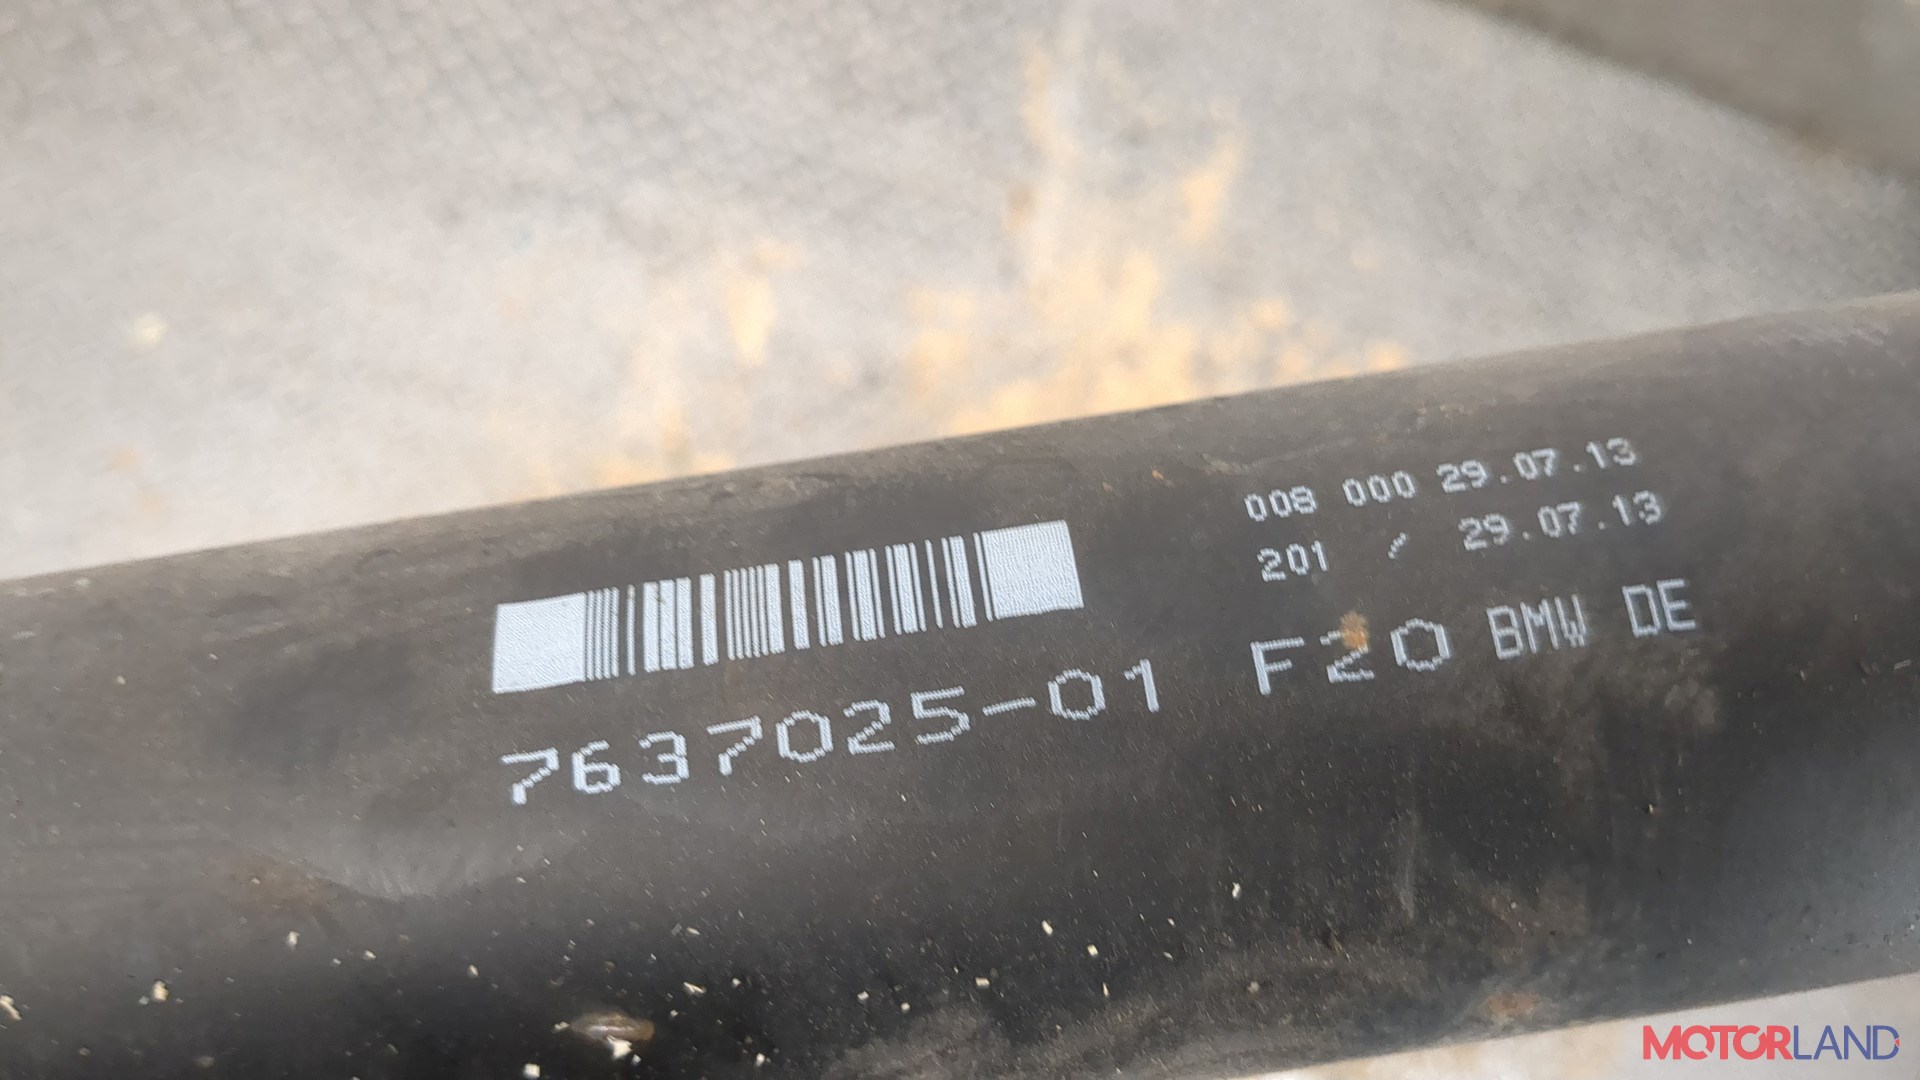 008 000 29.07.13
201 / 29.07.13
7637025-01 F20 BMW DE
MOTORLAND